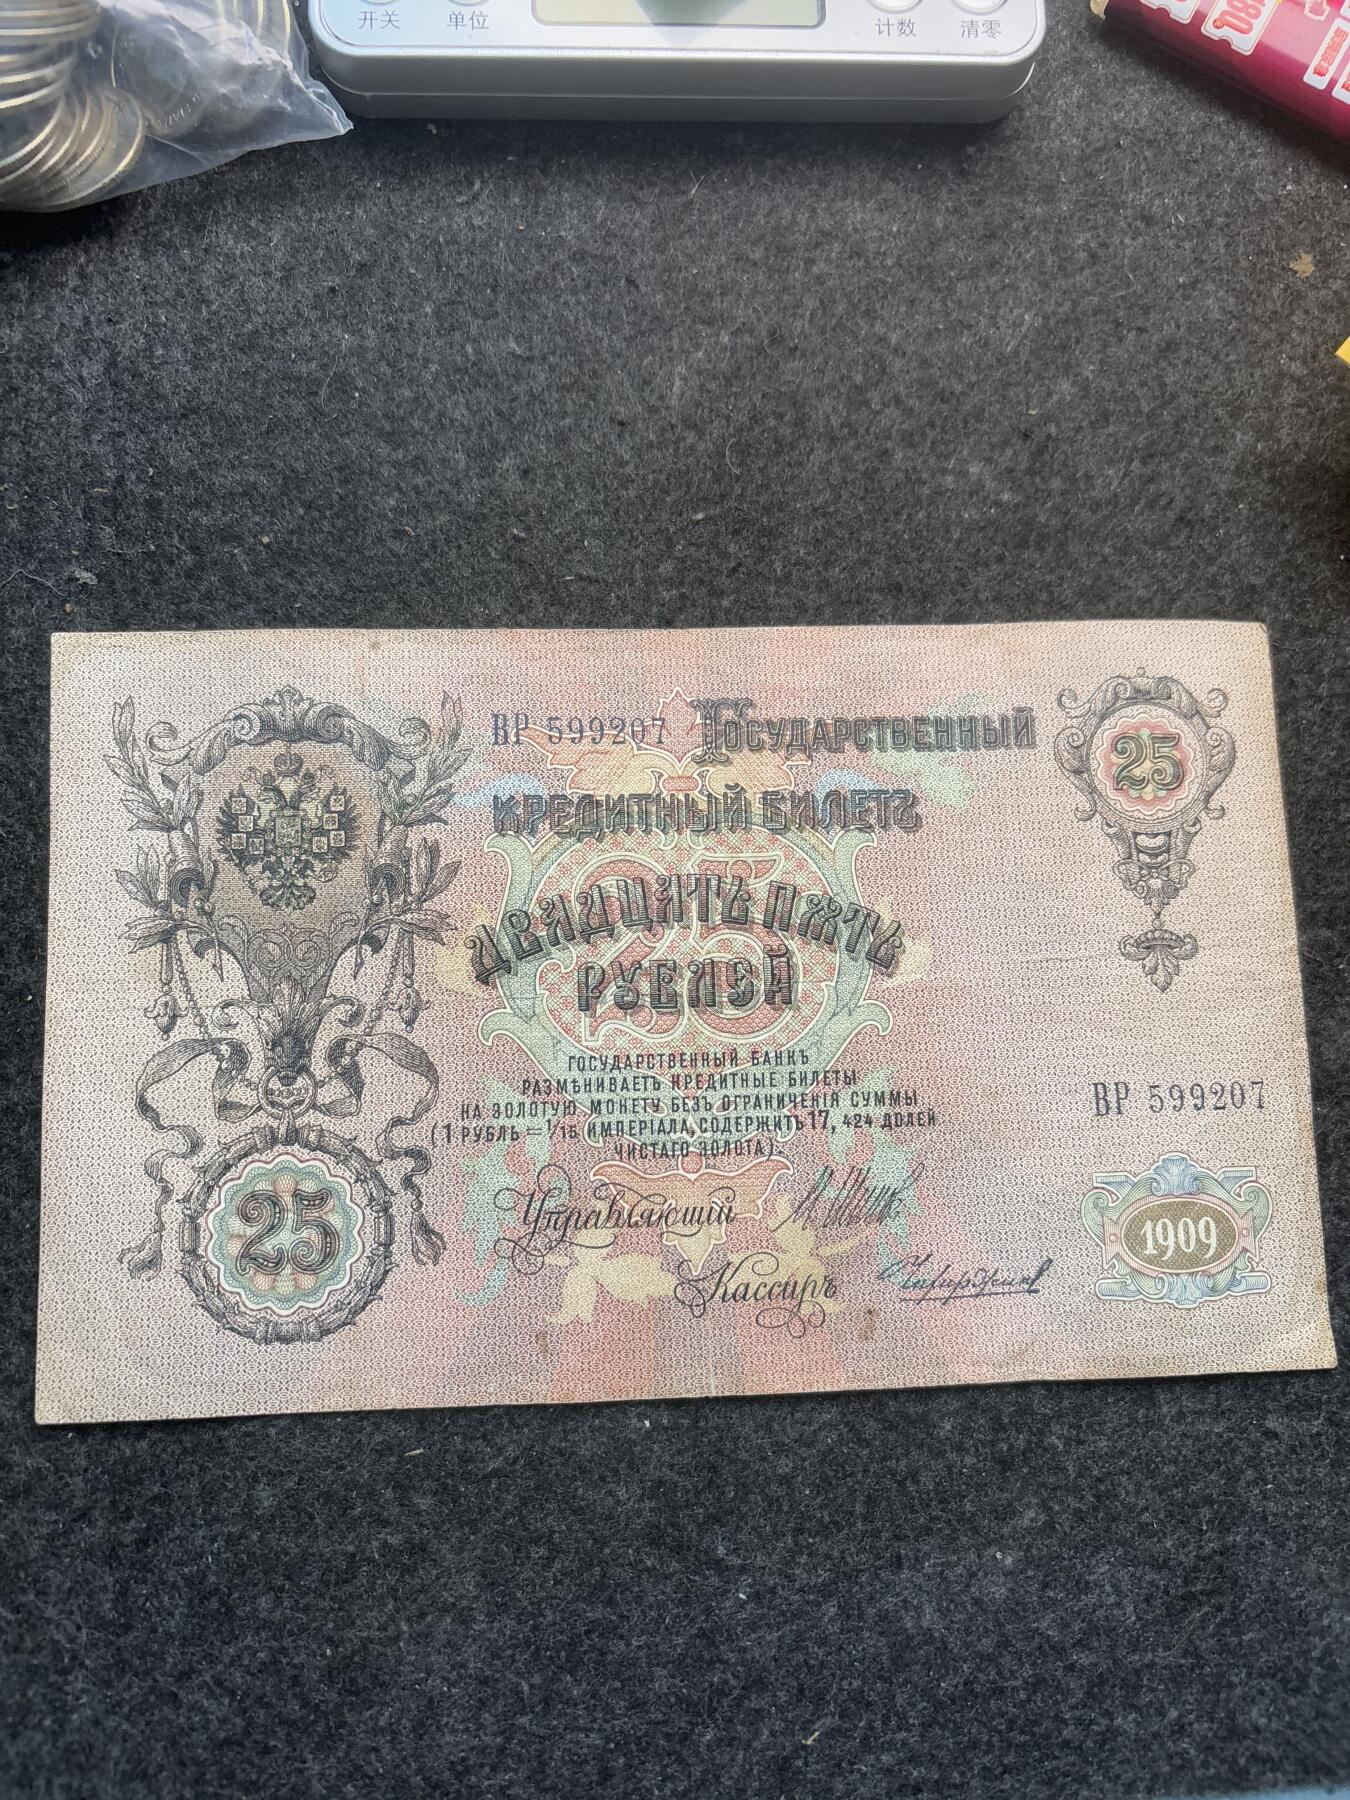 开关 单位 计数 清零
80
ВР 599207 Государственный
25
кредитный билетъ
двадцать пять
рублей
25
государственный банкъ
размѣниваетъ кредитные билеты
на золотую монету безъ ограниченія суммы
(1 рубль = 1/15 имперіала, содержитъ 17,424 долей
чистаго золота).
ВР 599207
Управляющій
25
1909
Кассиръ